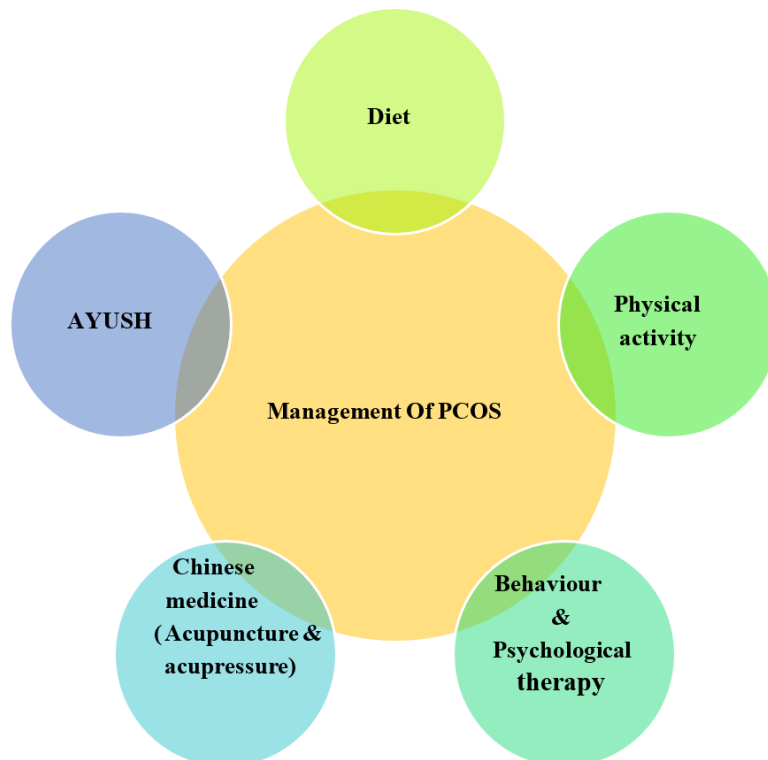 Diet
Physical
activity
AYUSH
Management Of PCOS
Chinese
medicine
(Acupuncture &
acupressure)
Behaviour
&
Psychological
therapy